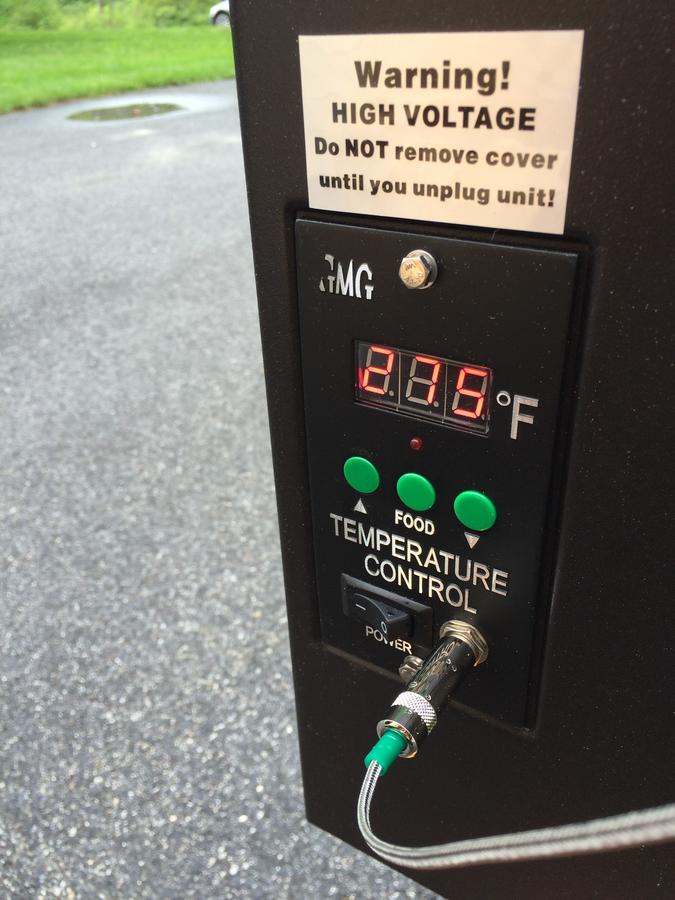 Warning!
HIGH VOLTAGE
Do NOT remove cover
until you unplug unit!
GMG
275 °F
FOOD
TEMPERATURE
CONTROL
POWER